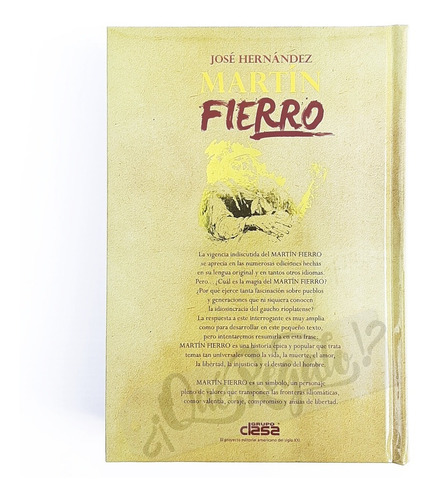 JOSÉ HERNÁNDEZ
MARTÍN
FIERRO
La vigencia indiscutida del MARTÍN FIERRO
se aprecia en las numerosas ediciones hechas
en su lengua original y en tantos otros idiomas.
Pero... ¿Cuál es la magia del MARTÍN FIERRO?
¿Por qué ejerce tanta fascinación sobre pueblos
y generaciones que ni siquiera conocen
la idiosincracia del gaucho rioplatense?
La respuesta a este interrogante es muy amplia
como para desarrollar en este pequeño texto,
pero intentaremos resumirla en esta frase:
MARTÍN FIERRO es una historia épica y popular que trata
temas tan universales como la vida, la muerte, el amor,
la libertad, la injusticia y el destino del hombre.
MARTÍN FIERRO es un símbolo, un personaje
pleno de valores que transponen las fronteras idiomáticas,
como: valentía, coraje, compromiso y ansias de libertad.
¿¡Qué Regalo!?
GRUPO
CLASA
El proyecto editorial americano del siglo XXI